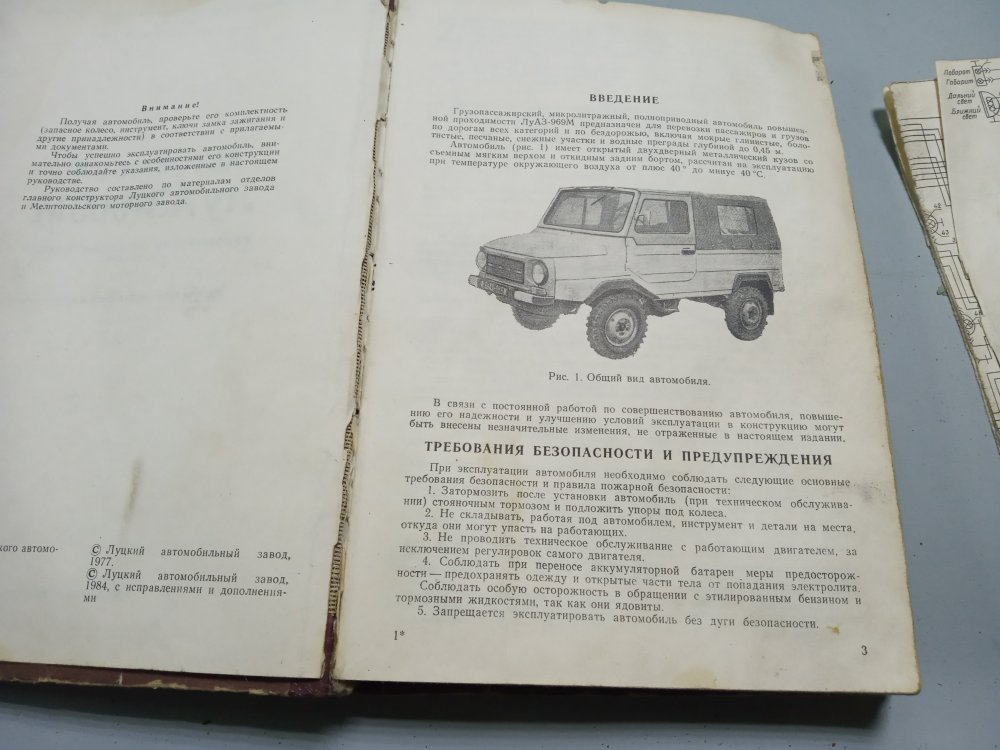 Внимание!
Получая автомобиль, проверьте его комплектность
(запасное колесо, инструмент, ключи замка зажигания и
другие принадлежности) в соответствии с прилагаемы-
ми документами.
Чтобы успешно эксплуатировать автомобиль, вни-
мательно ознакомьтесь с особенностями его конструкции
и точно соблюдайте указания, изложенные в настоящем
руководстве.
Руководство составлено по материалам отделов
главного конструктора Луцкого автомобильного завода
и Мелитопольского моторного завода.
кого автомо-
© Луцкий автомобильный завод,
1977.
© Луцкий автомобильный завод,
1984, с исправлениями и дополнения-
ми
ВВЕДЕНИЕ
Грузопассажирский, микролитражный, полноприводный автомобиль повышен-
ной проходимости ЛуАЗ-969М предназначен для перевозки пассажиров и грузов
по дорогам всех категорий и по бездорожью, включая мокрые глинистые, боло-
тистые, песчаные, снежные участки и водные преграды глубиной до 0,45 м.
Автомобиль (рис. 1) имеет открытый двухдверный металлический кузов со
съемным мягким верхом и откидным задним бортом, рассчитан на эксплуатацию
при температуре окружающего воздуха от плюс 40° до минус 40°С.
Рис. 1. Общий вид автомобиля.
В связи с постоянной работой по совершенствованию автомобиля, повыше-
нию его надежности и улучшению условий эксплуатации в конструкцию могут
быть внесены незначительные изменения, не отраженные в настоящем издании.
ТРЕБОВАНИЯ БЕЗОПАСНОСТИ И ПРЕДУПРЕЖДЕНИЯ
При эксплуатации автомобиля необходимо соблюдать следующие основные
требования безопасности и правила пожарной безопасности:
1. Затормозить после установки автомобиль (при техническом обслужива-
нии) стояночным тормозом и подложить упоры под колеса.
2. Не складывать, работая под автомобилем, инструмент и детали на места,
откуда они могут упасть на работающих.
3. Не проводить техническое обслуживание с работающим двигателем, за
исключением регулировок самого двигателя.
4. Соблюдать при переносе аккумуляторной батареи меры предосторож-
ности — предохранять одежду и открытые части тела от попадания электролита.
Соблюдать особую осторожность в обращении с этилированным бензином и
тормозными жидкостями, так как они ядовиты.
5. Запрещается эксплуатировать автомобиль без дуги безопасности.
1*
3
Поворот
Габарит
Дальний
свет
Ближний
свет
42
43